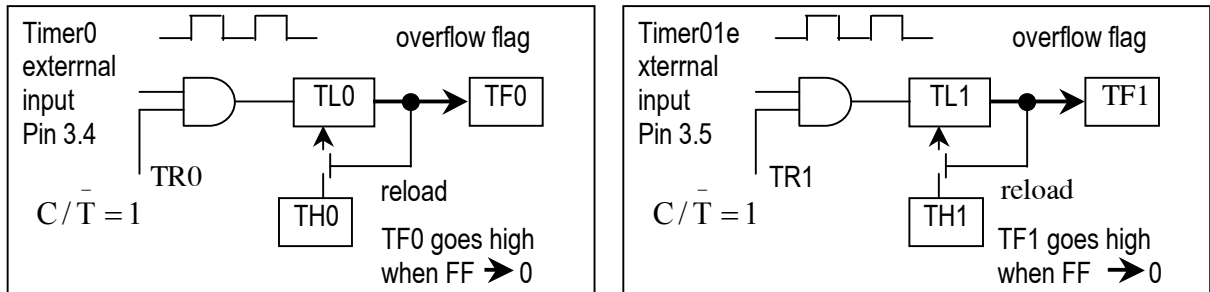 Timer0
exterrnal
input
Pin 3.4
overflow flag
TL0
TF0
TR0
C / T̄ = 1
reload
TH0
TF0 goes high
when FF → 0
Timer01e
xterrnal
input
Pin 3.5
overflow flag
TL1
TF1
TR1
C / T̄ = 1
reload
TH1
TF1 goes high
when FF → 0